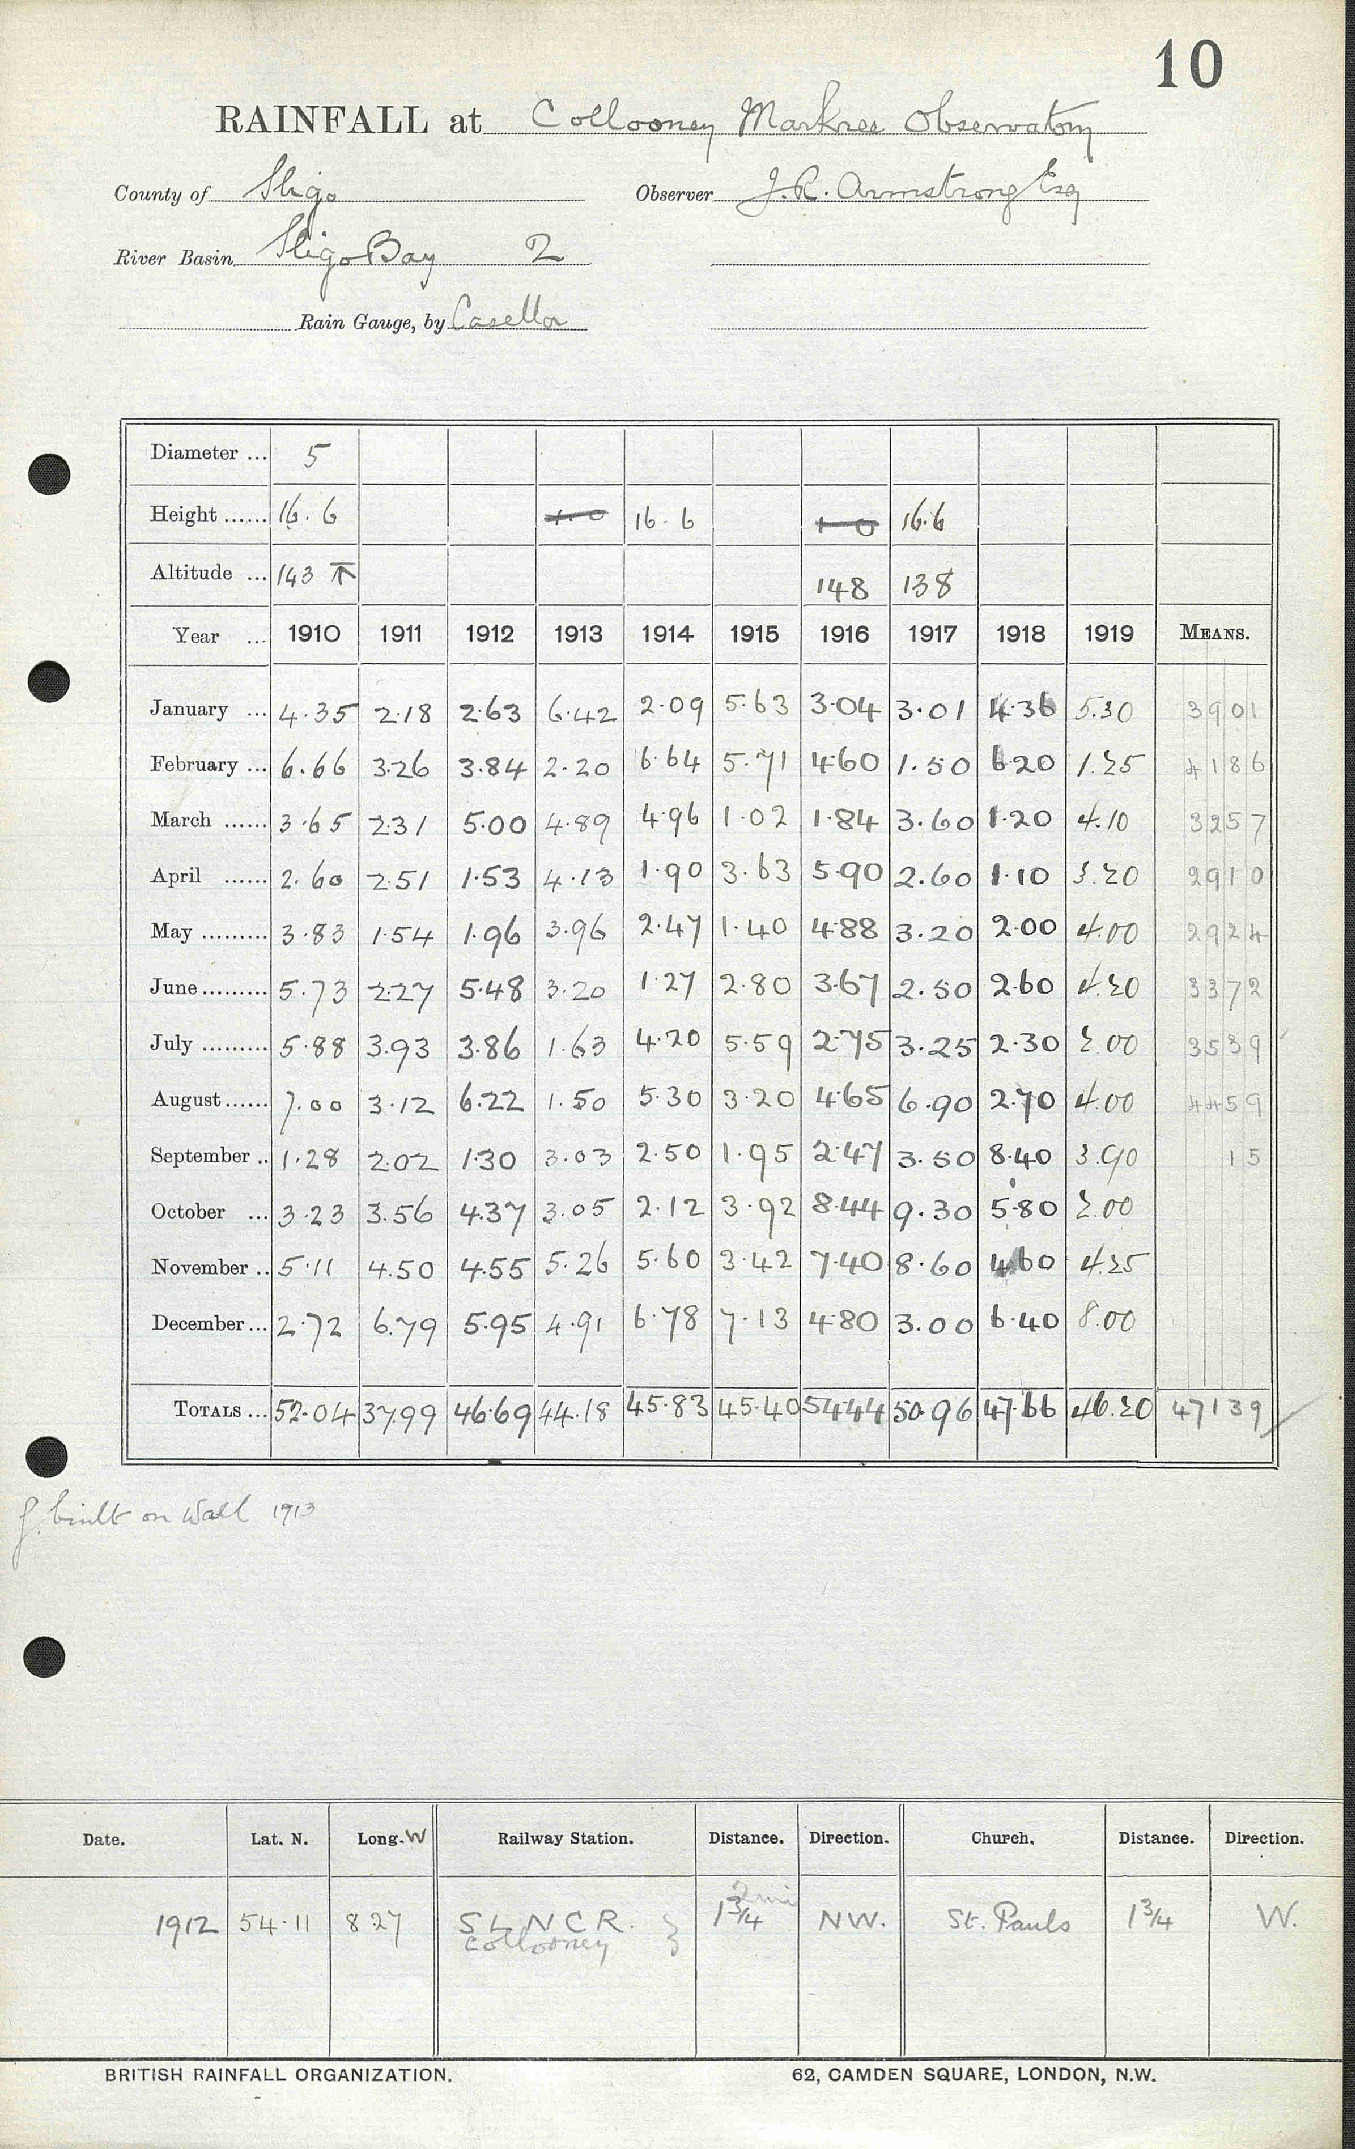 10
RAINFALL at Collooney Markree Observatory
County of Sligo Observer J. R. Armstrong Esq
River Basin Sligo Bay 2
Rain Gauge, by Casella
Diameter ... 5
Height ...... 16.6 1-0 16.6 1-0 16.6
Altitude ... 143 ↑ 148 138
Year ... 1910 1911 1912 1913 1914 1915 1916 1917 1918 1919 MEANS.
January ... 4.35 2.18 2.63 6.42 2.09 5.63 3.04 3.01 4.36 5.30 3901
February ... 6.66 3.26 3.84 2.20 6.64 5.71 4.60 1.50 6.20 1.25 4186
March ...... 3.65 2.31 5.00 4.89 4.96 1.02 1.84 3.60 1.20 4.10 3257
April ...... 2.60 2.51 1.53 4.13 1.90 3.63 5.90 2.60 1.10 3.20 2910
May ......... 3.83 1.54 1.96 3.96 2.47 1.40 4.88 3.20 2.00 4.00 2924
June ......... 5.73 2.27 5.48 3.20 1.27 2.80 3.67 2.50 2.60 4.20 3372
July ......... 5.88 3.93 3.86 1.63 4.20 5.59 2.75 3.25 2.30 2.00 3539
August ...... 7.00 3.12 6.22 1.50 5.30 3.20 4.65 6.90 2.70 4.00 4459
September .. 1.28 2.02 1.30 3.03 2.50 1.95 2.47 3.50 8.40 3.90 15
October ... 3.23 3.56 4.37 3.05 2.12 3.92 8.44 9.30 5.80 2.00
November .. 5.11 4.50 4.55 5.26 5.60 3.42 7.40 8.60 4.60 4.25
December ... 2.72 6.79 5.95 4.91 6.78 7.13 4.80 3.00 6.40 8.00
TOTALS ... 52.04 37.99 46.69 44.18 45.83 45.40 54.44 50.96 47.66 46.20 47139
g. built on wall 1913
Date. Lat. N. Long. W Railway Station. Distance. Direction. Church. Distance. Direction.
2 mi
1912 54.11 8 27 S L N C R. 1 3/4 NW. St. Pauls 1 3/4 W.
Collooney
BRITISH RAINFALL ORGANIZATION. 62, CAMDEN SQUARE, LONDON, N.W.